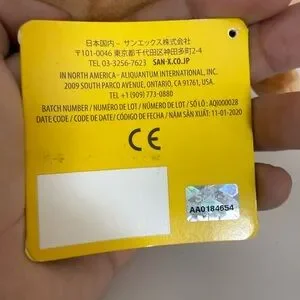 日本国内- サンエックス株式会社
〒101-0046 東京都千代田区神田多町2-4
TEL 03-3256-7623 SAN-X.CO.JP
IN NORTH AMERICA - ALIQUANTUM INTERNATIONAL, INC.
2009 SOUTH PARCO AVENUE, ONTARIO, CA 91761, USA.
TEL +1 (909) 773-0880
BATCH NUMBER / NUMÉRO DE LOT / NÚMERO DE LOT / SỐ LÔ : AQI000028
DATE CODE / CODE DE DATE/ CÓDIGO DE FECHA / NĂM SẢN XUẤT: 11-01-2020
CE
AA0184654